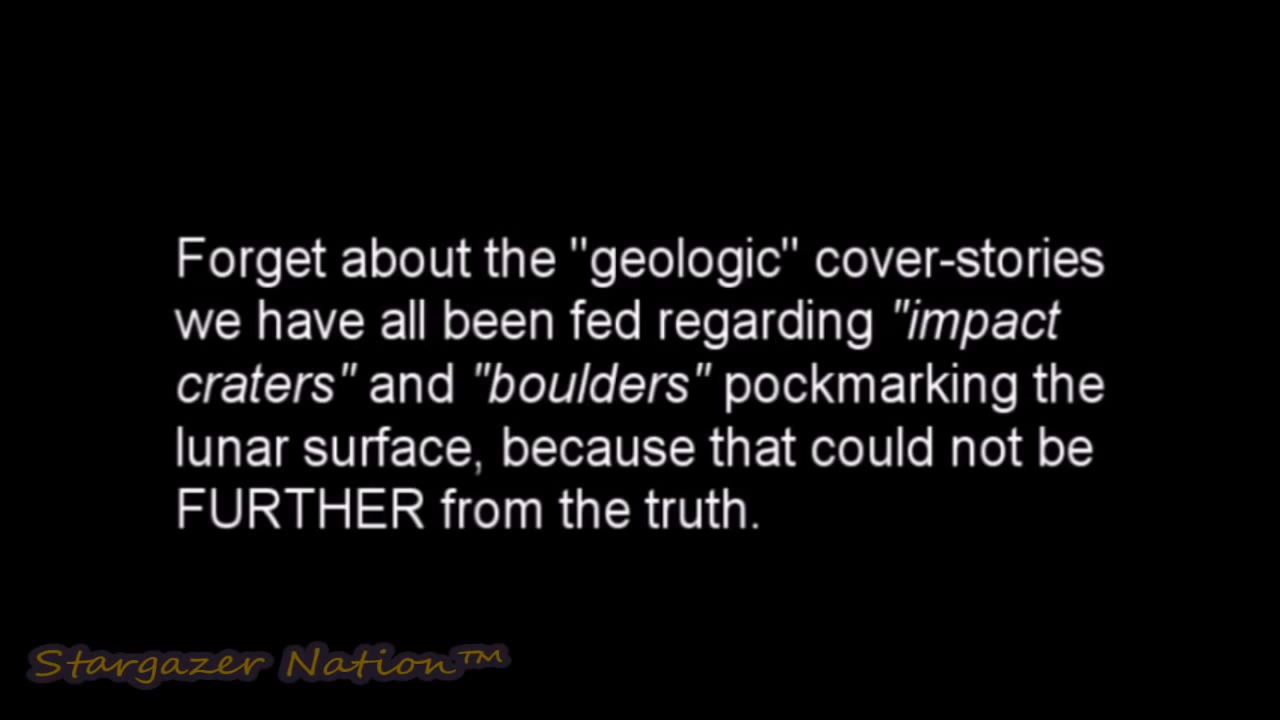 Forget about the "geologic" cover-stories
we have all been fed regarding "impact
craters" and "boulders" pockmarking the
lunar surface, because that could not be
FURTHER from the truth.
Stargazer Nation™